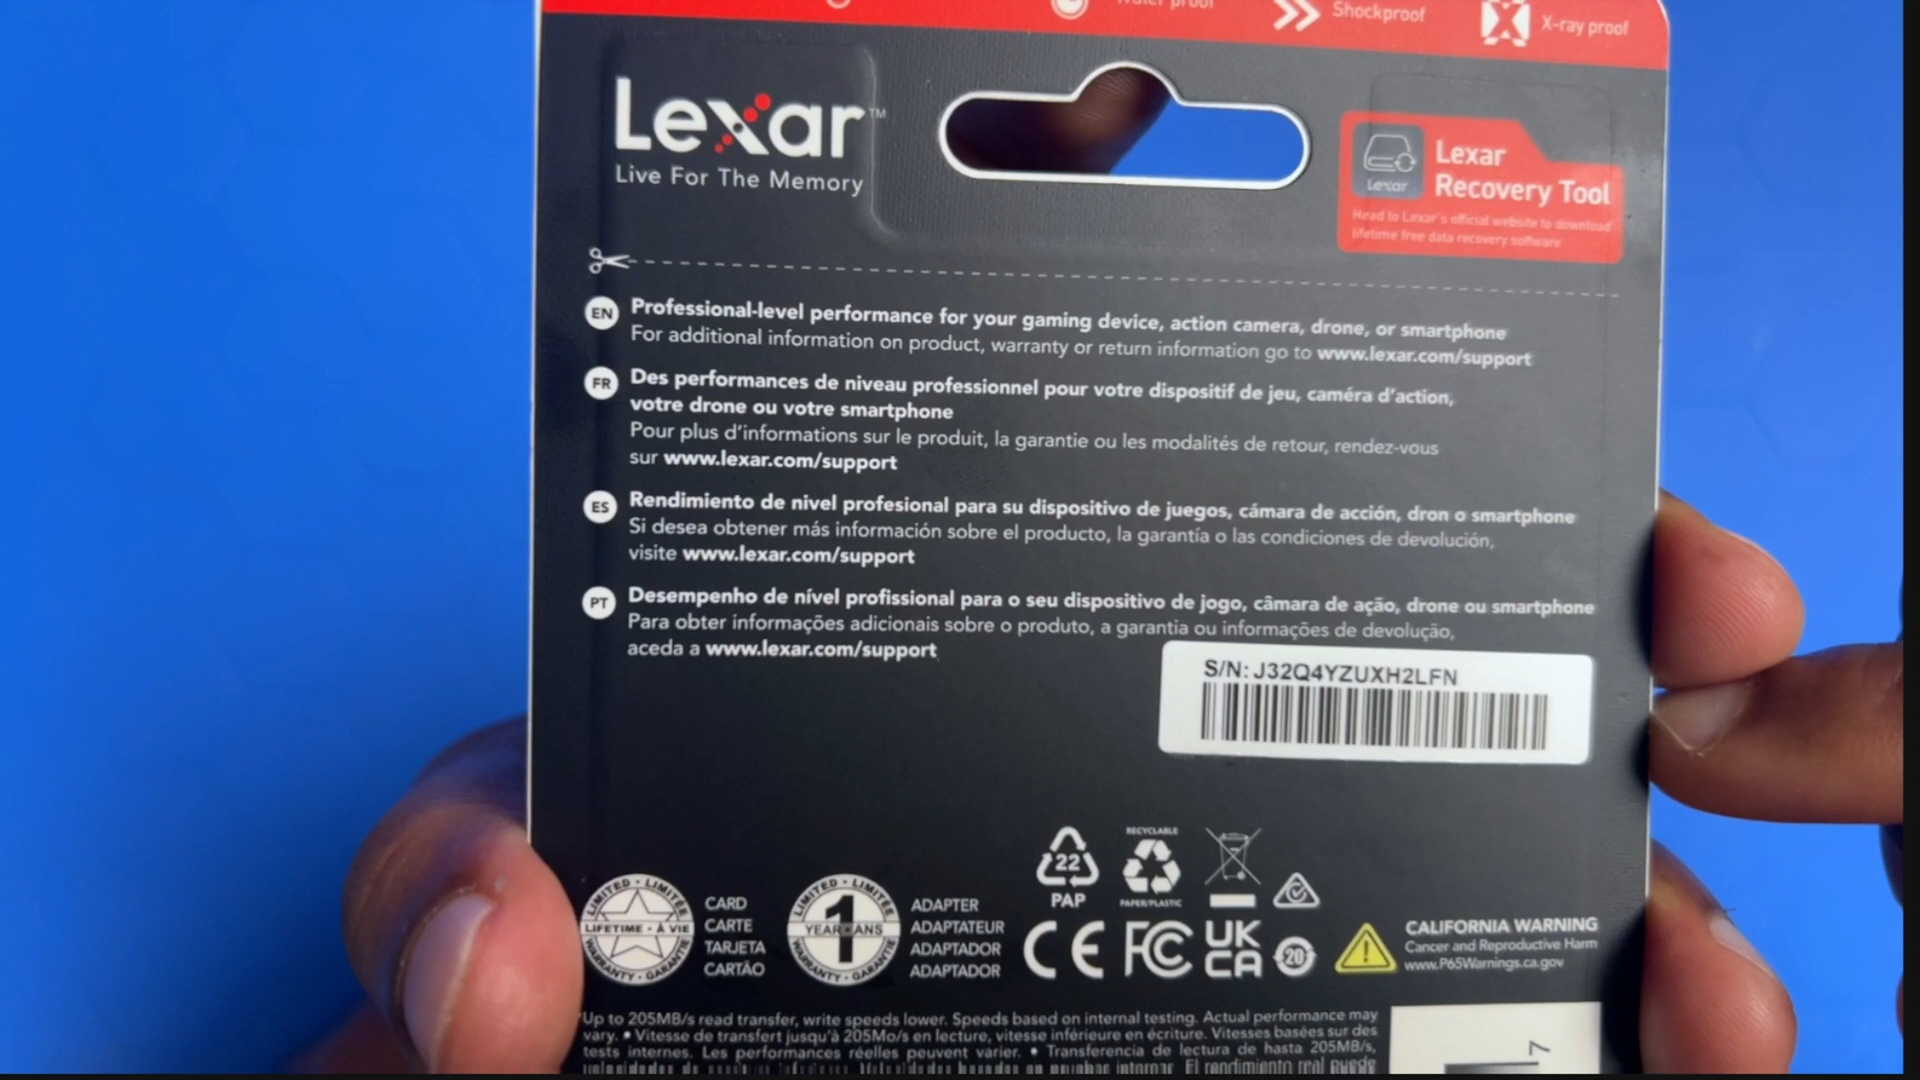 Water proof
Shockproof
X-ray proof
Lexar™
Live For The Memory
Lexar
Lexar
Recovery Tool
Head to Lexar's official website to download
lifetime free data recovery software
EN
Professional-level performance for your gaming device, action camera, drone, or smartphone
For additional information on product, warranty or return information go to www.lexar.com/support
FR
Des performances de niveau professionnel pour votre dispositif de jeu, caméra d'action,
votre drone ou votre smartphone
Pour plus d'informations sur le produit, la garantie ou les modalités de retour, rendez-vous
sur www.lexar.com/support
ES
Rendimiento de nivel profesional para su dispositivo de juegos, cámara de acción, dron o smartphone
Si desea obtener más información sobre el producto, la garantía o las condiciones de devolución,
visite www.lexar.com/support
PT
Desempenho de nível profissional para o seu dispositivo de jogo, câmara de ação, drone ou smartphone
Para obter informações adicionais sobre o produto, a garantia ou informações de devolução,
aceda a www.lexar.com/support
S/N: J32Q4YZUXH2LFN
22
PAP
RECYCLABLE
PAPER/PLASTIC
LIMITED • LIMITÉE
LIFETIME • À VIE
WARRANTY • GARANTIE
CARD
CARTE
TARJETA
CARTÃO
LIMITED • LIMITÉE
1
YEAR • ANS
WARRANTY • GARANTIE
ADAPTER
ADAPTATEUR
ADAPTADOR
ADAPTADOR
CE
FC
UK
CA
20
CALIFORNIA WARNING
Cancer and Reproductive Harm
www.P65Warnings.ca.gov
Up to 205MB/s read transfer, write speeds lower. Speeds based on internal testing. Actual performance may
vary. • Vitesse de transfert jusqu'à 205Mo/s en lecture, vitesse inférieure en écriture. Vitesses basées sur des
tests internes. Les performances réelles peuvent varier. • Transferencia de lectura de hasta 205MB/s,
El rendimiento real puede
7